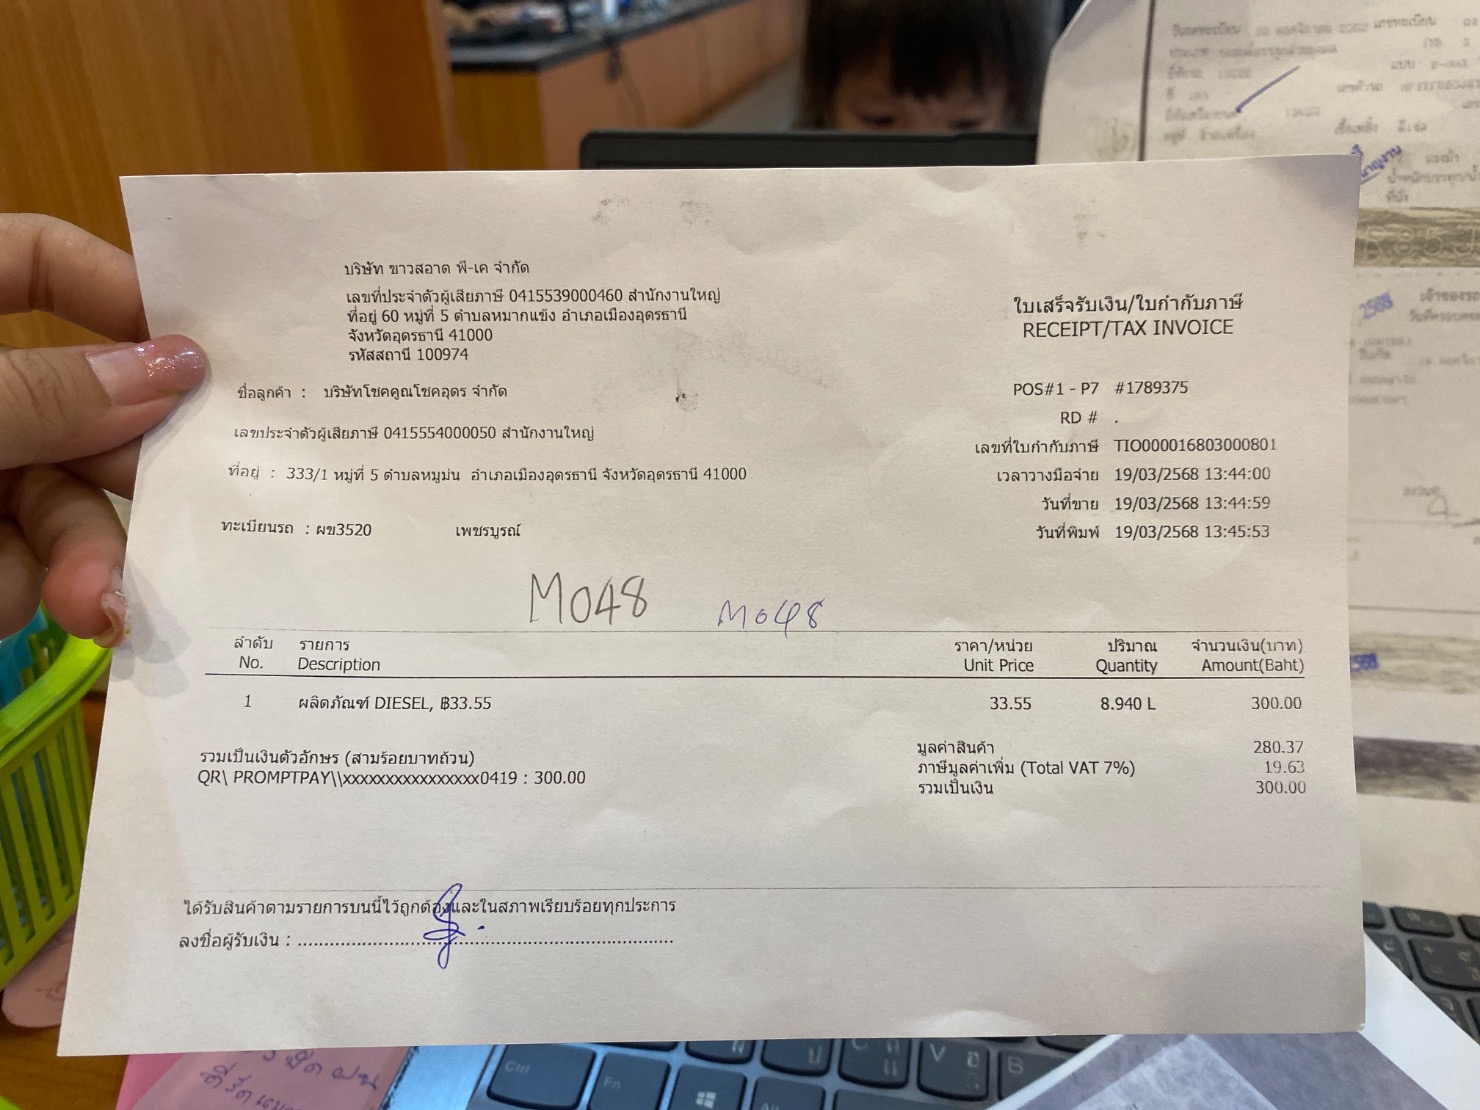 บริษัท ขาวสอาด พี-เค จำกัด
เลขที่ประจำตัวผู้เสียภาษี 0415539000460 สำนักงานใหญ่
ที่อยู่ 60 หมู่ที่ 5 ตำบลหมากแข้ง อำเภอเมืองอุดรธานี
จังหวัดอุดรธานี 41000
รหัสสถานี 100974
ใบเสร็จรับเงิน/ใบกำกับภาษี
RECEIPT/TAX INVOICE
ชื่อลูกค้า : บริษัทโชคคูณโชคอุดร จำกัด
เลขประจำตัวผู้เสียภาษี 0415554000050 สำนักงานใหญ่
ที่อยู่ : 333/1 หมู่ที่ 5 ตำบลหมูม่น อำเภอเมืองอุดรธานี จังหวัดอุดรธานี 41000
ทะเบียนรถ : ผข3520 เพชรบูรณ์
POS#1 - P7 #1789375
RD # .
เลขที่ใบกำกับภาษี TIO000016803000801
เวลาวางมือจ่าย 19/03/2568 13:44:00
วันที่ขาย 19/03/2568 13:44:59
วันที่พิมพ์ 19/03/2568 13:45:53
M048 M048
ลำดับ รายการ ราคา/หน่วย ปริมาณ จำนวนเงิน(บาท)
No. Description Unit Price Quantity Amount(Baht)
1 ผลิตภัณฑ์ DIESEL, ฿33.55 33.55 8.940 L 300.00
รวมเป็นเงินตัวอักษร (สามร้อยบาทถ้วน)
QR\ PROMPTPAY\\xxxxxxxxxxxxxxxx0419 : 300.00
มูลค่าสินค้า 280.37
ภาษีมูลค่าเพิ่ม (Total VAT 7%) 19.63
รวมเป็นเงิน 300.00
ได้รับสินค้าตามรายการบนนี้ไว้ถูกต้องและในสภาพเรียบร้อยทุกประการ
ลงชื่อผู้รับเงิน : ......................................................................
2568
Ctrl
Fn
C
V
B